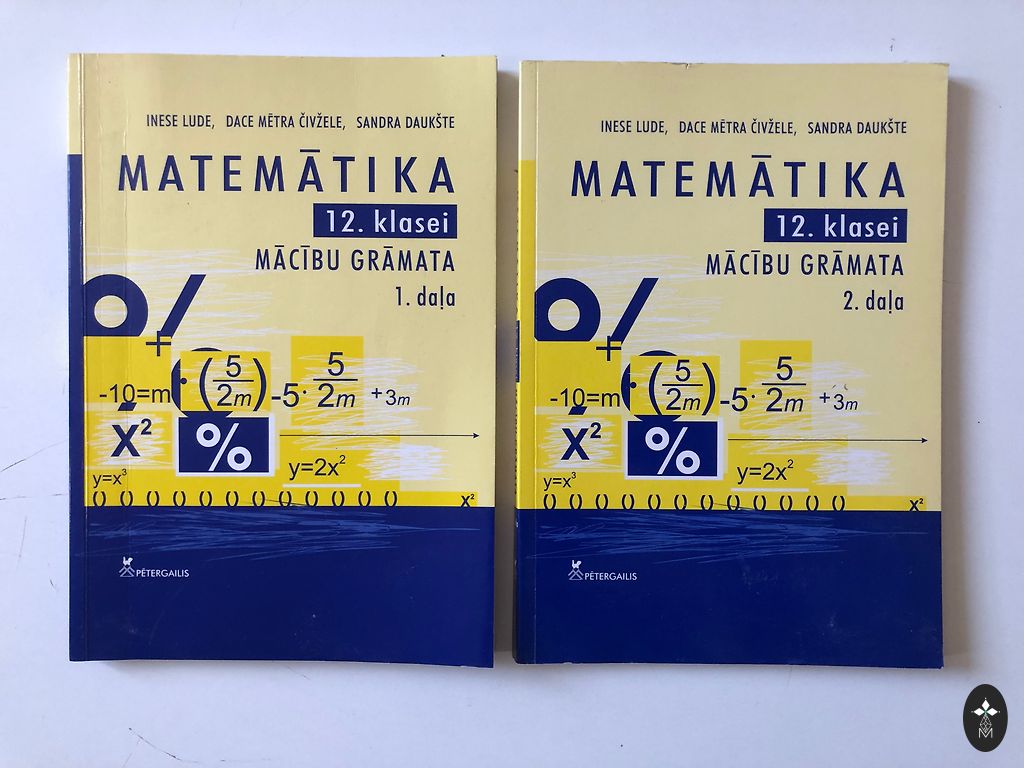 INESE LUDE, DACE MĒTRA ČIVŽELE, SANDRA DAUKŠTE
MATEMĀTIKA
12. klasei
MĀCĪBU GRĀMATA
1. daļa
%
+
-10=m · (5/2m) -5 · 5/2m +3m
x²
%
y=2x²
y=x³
() () () () () () () () () () () () x²
PĒTERGAILIS
INESE LUDE, DACE MĒTRA ČIVŽELE, SANDRA DAUKŠTE
MATEMĀTIKA
12. klasei
MĀCĪBU GRĀMATA
2. daļa
%
+
-10=m · (5/2m) -5 · 5/2m +3m
x²
%
y=2x²
y=x³
() () () () () () () () () () () () x²
PĒTERGAILIS
M